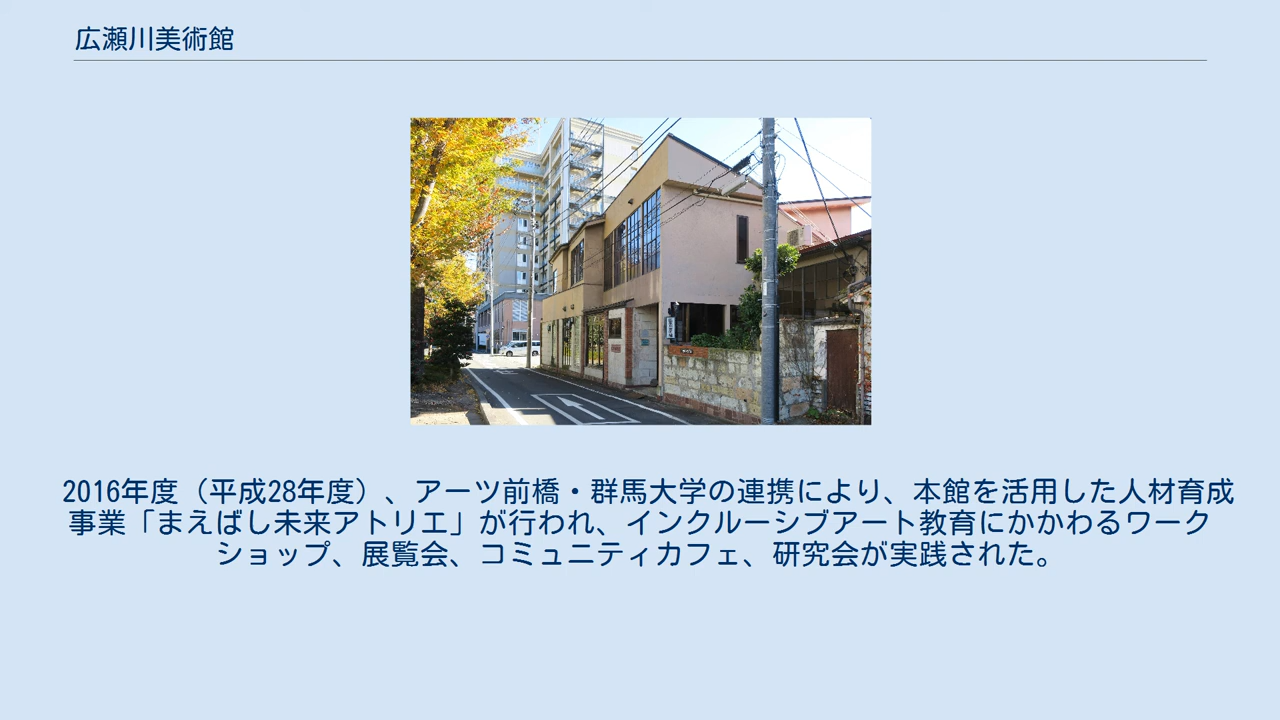 広瀬川美術館
2016年度（平成28年度）、アーツ前橋・群馬大学の連携により、本館を活用した人材育成
事業「まえばし未来アトリエ」が行われ、インクルーシブアート教育にかかわるワーク
ショップ、展覧会、コミュニティカフェ、研究会が実践された。